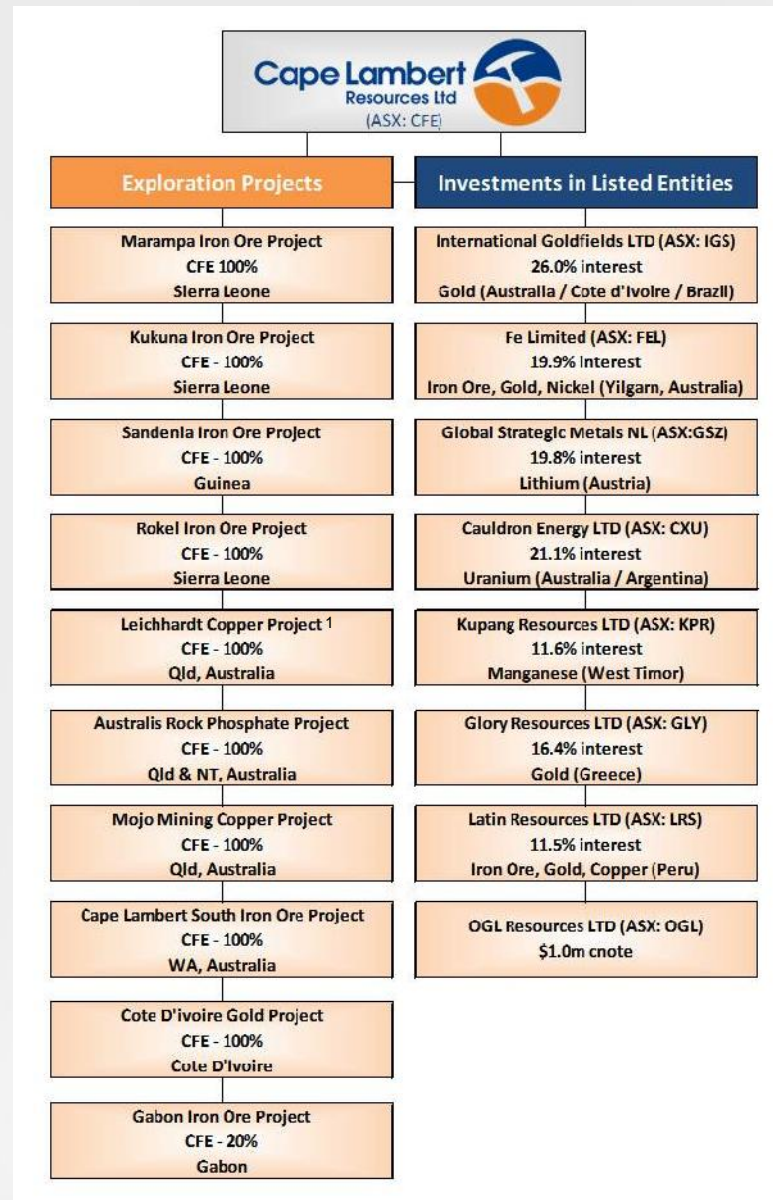 Cape Lambert
Resources Ltd
(ASX: CFE)
Exploration Projects
Marampa Iron Ore Project
CFE 100%
Sierra Leone
Kukuna Iron Ore Project
CFE - 100%
Sierra Leone
Sandenia Iron Ore Project
CFE - 100%
Guinea
Rokel Iron Ore Project
CFE - 100%
Sierra Leone
Leichhardt Copper Project 1
CFE - 100%
Qld, Australia
Australis Rock Phosphate Project
CFE - 100%
Qld & NT, Australia
Mojo Mining Copper Project
CFE - 100%
Qld, Australia
Cape Lambert South Iron Ore Project
CFE - 100%
WA, Australia
Cote D'ivoire Gold Project
CFE - 100%
Cote D'Ivoire
Gabon Iron Ore Project
CFE - 20%
Gabon
Investments in Listed Entities
International Goldfields LTD (ASX: IGS)
26.0% interest
Gold (Australia / Cote d'Ivoire / Brazil)
Fe Limited (ASX: FEL)
19.9% interest
Iron Ore, Gold, Nickel (Yilgarn, Australia)
Global Strategic Metals NL (ASX:GSZ)
19.8% interest
Lithium (Austria)
Cauldron Energy LTD (ASX: CXU)
21.1% interest
Uranium (Australia / Argentina)
Kupang Resources LTD (ASX: KPR)
11.6% interest
Manganese (West Timor)
Glory Resources LTD (ASX: GLY)
16.4% interest
Gold (Greece)
Latin Resources LTD (ASX: LRS)
11.5% interest
Iron Ore, Gold, Copper (Peru)
OGL Resources LTD (ASX: OGL)
$1.0m cnote